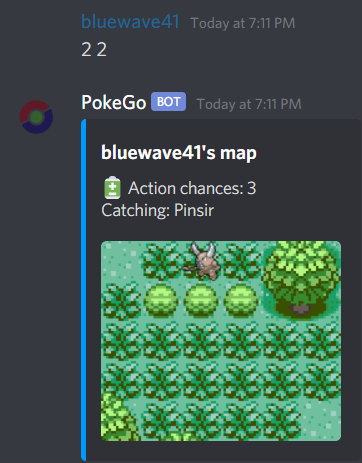 bluewave41 Today at 7:11 PM
2 2
PokeGo BOT Today at 7:11 PM
bluewave41's map
Action chances: 3
Catching: Pinsir